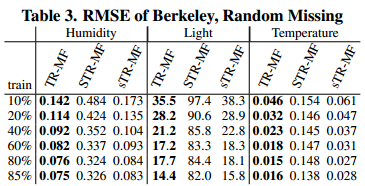 Table 3. RMSE of Berkeley, Random Missing
Humidity Light Temperature
train TR-MF STR-MF sTR-MF TR-MF STR-MF sTR-MF TR-MF STR-MF sTR-MF
10% 0.142 0.484 0.173 35.5 97.4 38.3 0.046 0.154 0.061
20% 0.114 0.424 0.135 28.2 90.6 28.9 0.032 0.146 0.047
40% 0.092 0.352 0.104 21.2 85.8 22.8 0.023 0.145 0.037
60% 0.082 0.337 0.093 17.2 83.3 18.3 0.018 0.147 0.031
80% 0.076 0.324 0.084 17.7 84.4 18.1 0.015 0.148 0.027
85% 0.075 0.326 0.083 14.4 82.0 15.8 0.016 0.138 0.028